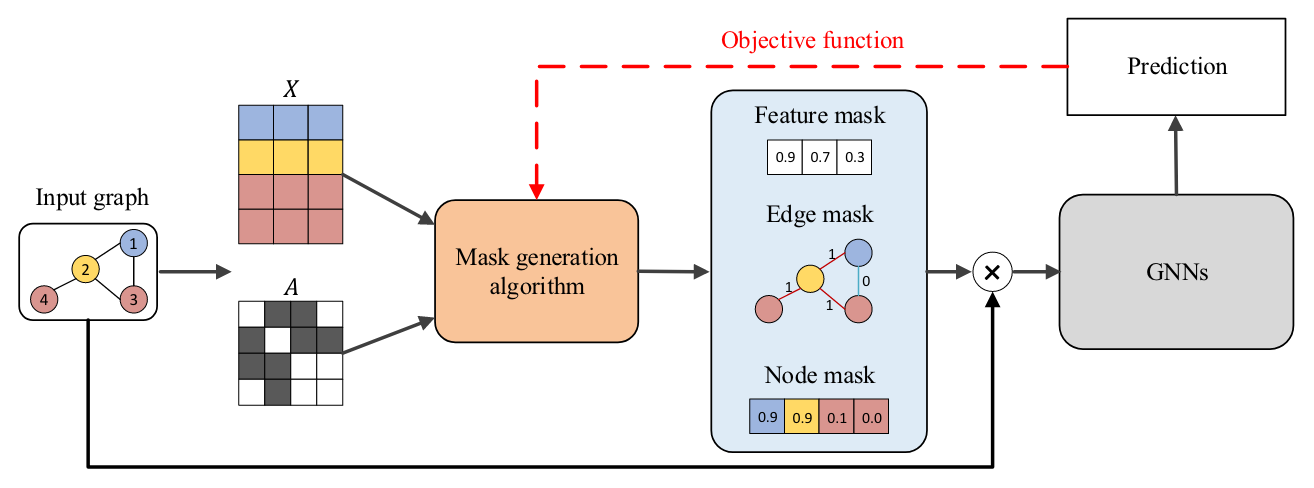 Objective function
Prediction
X
Feature mask
0.9 0.7 0.3
Input graph
1
2
4 3
Edge mask
1
0
1
1
Mask generation
algorithm
×
GNNs
A
Node mask
0.9 0.9 0.1 0.0